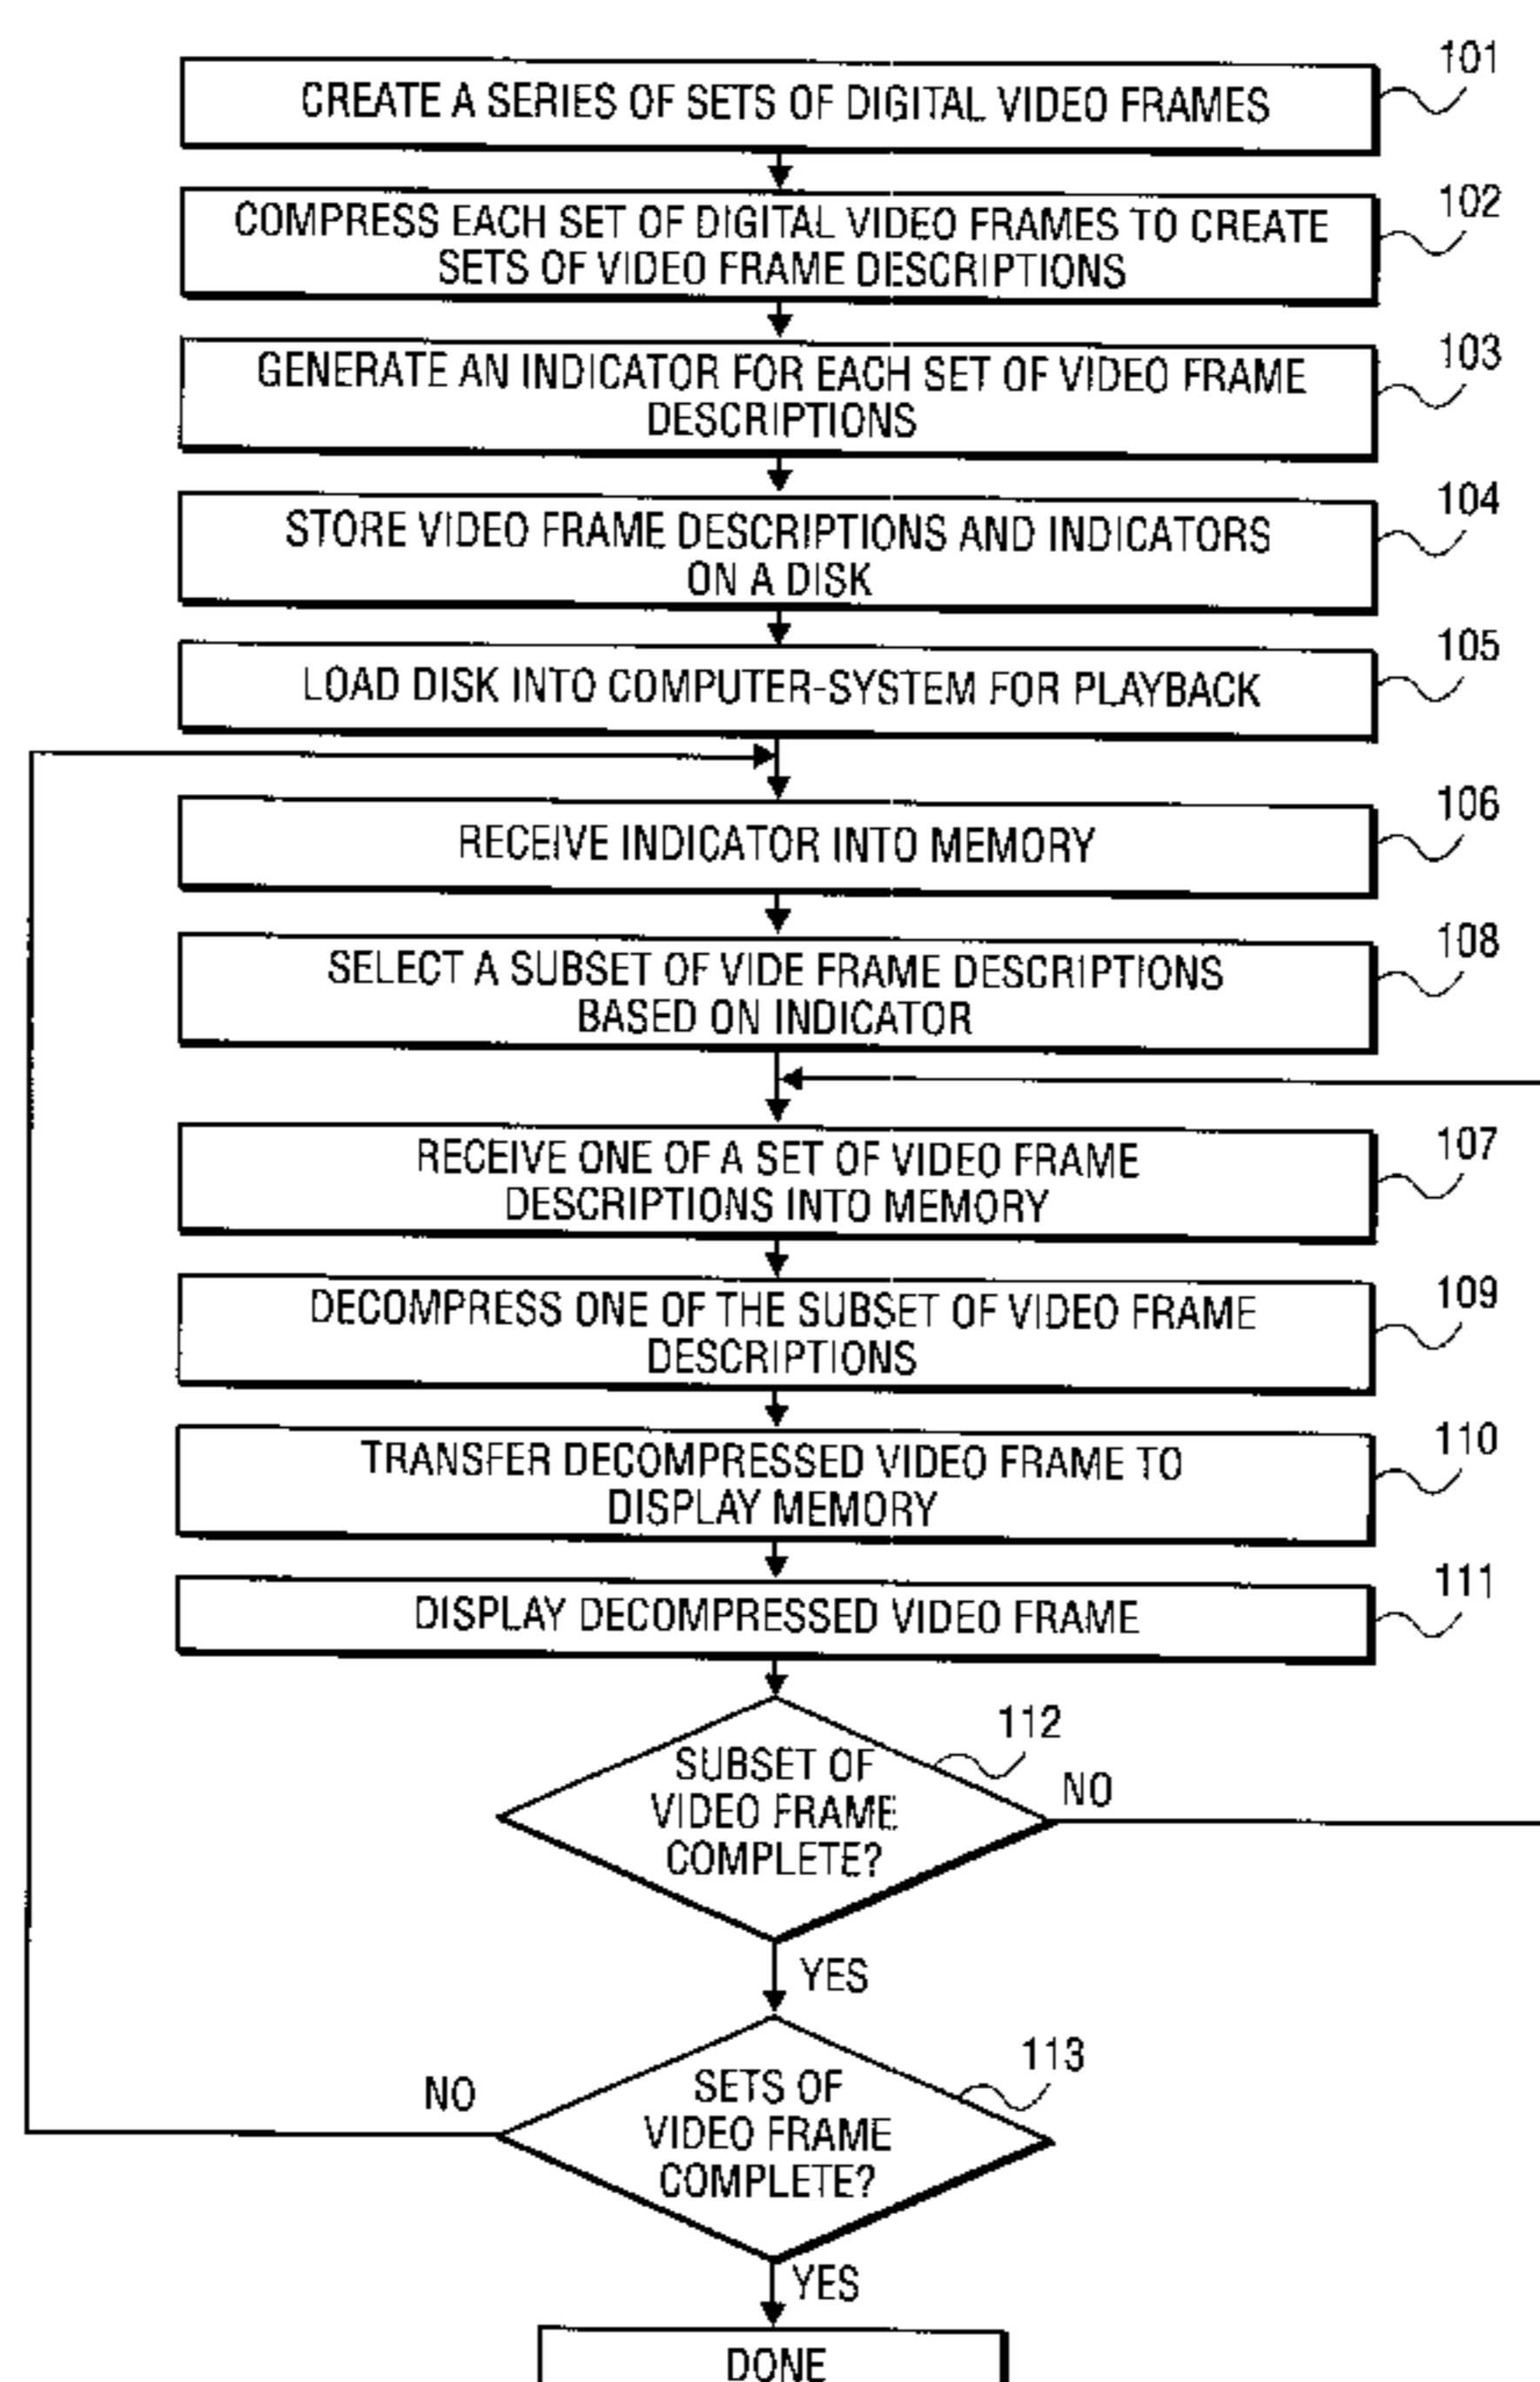 101
CREATE A SERIES OF SETS OF DIGITAL VIDEO FRAMES
102
COMPRESS EACH SET OF DIGITAL VIDEO FRAMES TO CREATE
SETS OF VIDEO FRAME DESCRIPTIONS
103
GENERATE AN INDICATOR FOR EACH SET OF VIDEO FRAME
DESCRIPTIONS
104
STORE VIDEO FRAME DESCRIPTIONS AND INDICATORS
ON A DISK
105
LOAD DISK INTO COMPUTER-SYSTEM FOR PLAYBACK
106
RECEIVE INDICATOR INTO MEMORY
108
SELECT A SUBSET OF VIDE FRAME DESCRIPTIONS
BASED ON INDICATOR
107
RECEIVE ONE OF A SET OF VIDEO FRAME
DESCRIPTIONS INTO MEMORY
109
DECOMPRESS ONE OF THE SUBSET OF VIDEO FRAME
DESCRIPTIONS
110
TRANSFER DECOMPRESSED VIDEO FRAME TO
DISPLAY MEMORY
111
DISPLAY DECOMPRESSED VIDEO FRAME
112
SUBSET OF
VIDEO FRAME
COMPLETE?
NO
YES
113
SETS OF
VIDEO FRAME
COMPLETE?
NO
YES
DONE